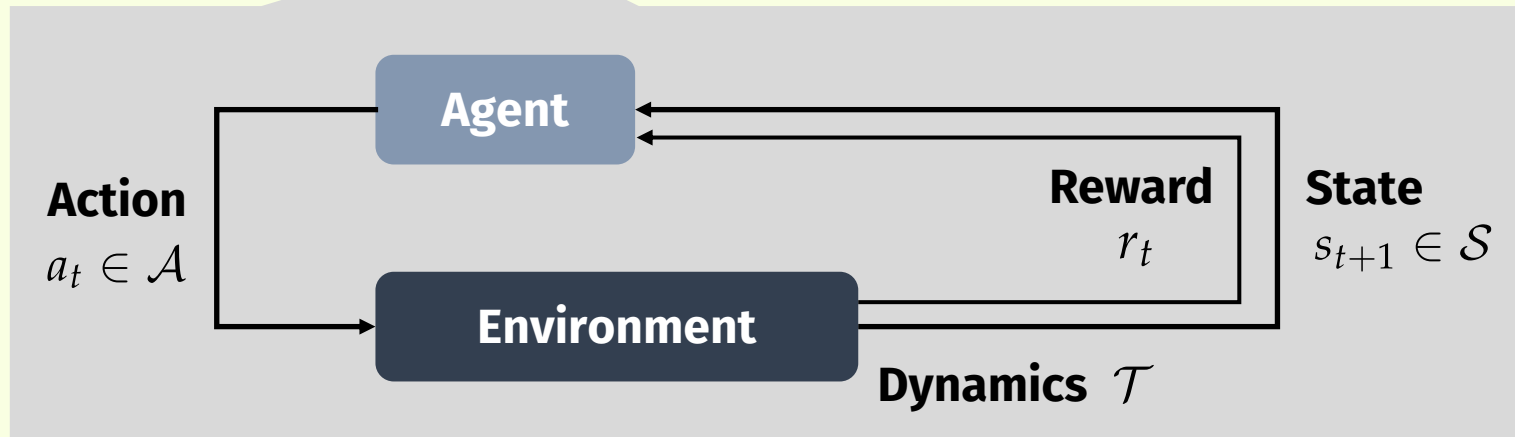 Agent
Action
a_t ∈ 𝒜
Reward
r_t
State
s_{t+1} ∈ 𝒮
Environment
Dynamics 𝒯